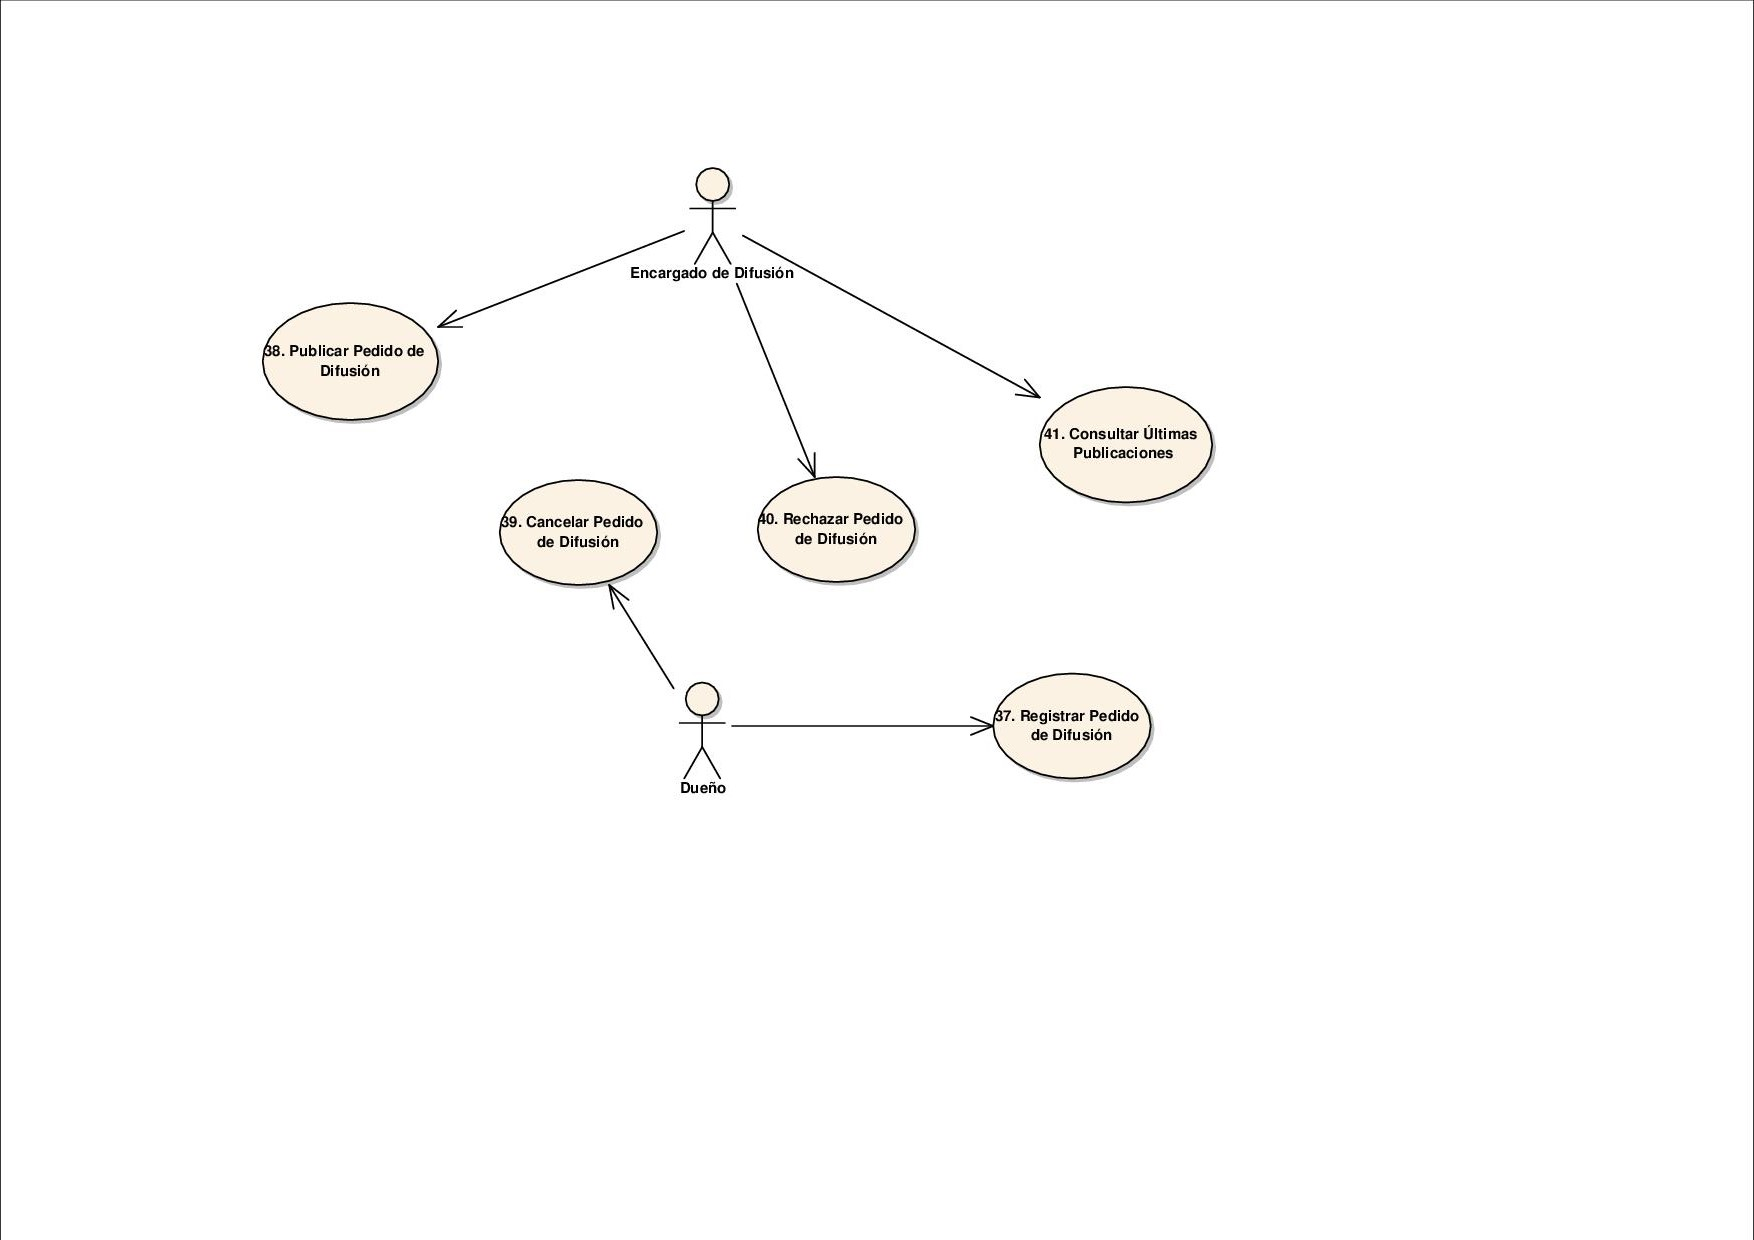 Encargado de Difusión
38. Publicar Pedido de
Difusión
41. Consultar Últimas
Publicaciones
39. Cancelar Pedido
de Difusión
40. Rechazar Pedido
de Difusión
37. Registrar Pedido
de Difusión
Dueño